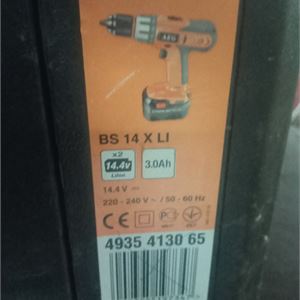 AEG
BS 14 X LI
x2
14.4V
Li-Ion
3.0Ah
14.4 V
220 - 240 V ~ / 50 - 60 Hz
CE
4935 4130 65